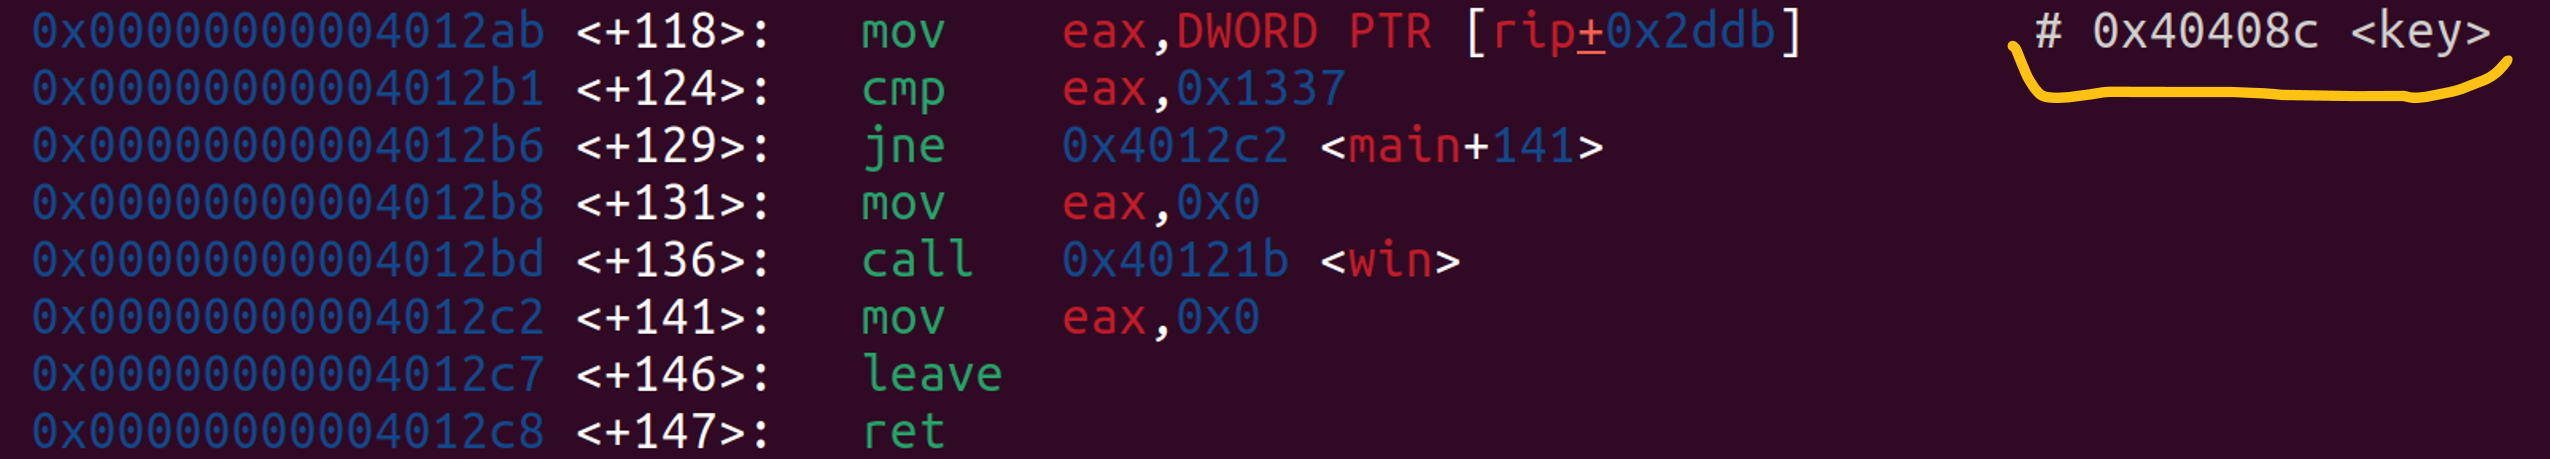 0x00000000004012ab <+118>: mov eax,DWORD PTR [rip+0x2ddb] # 0x40408c <key>
0x00000000004012b1 <+124>: cmp eax,0x1337
0x00000000004012b6 <+129>: jne 0x4012c2 <main+141>
0x00000000004012b8 <+131>: mov eax,0x0
0x00000000004012bd <+136>: call 0x40121b <win>
0x00000000004012c2 <+141>: mov eax,0x0
0x00000000004012c7 <+146>: leave
0x00000000004012c8 <+147>: ret